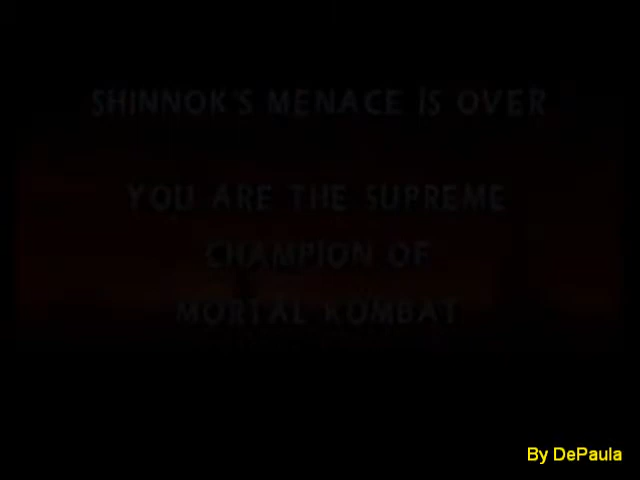 SHINNOK'S MENACE IS OVER
YOU ARE THE SUPREME
CHAMPION OF
MORTAL KOMBAT
By DePaula